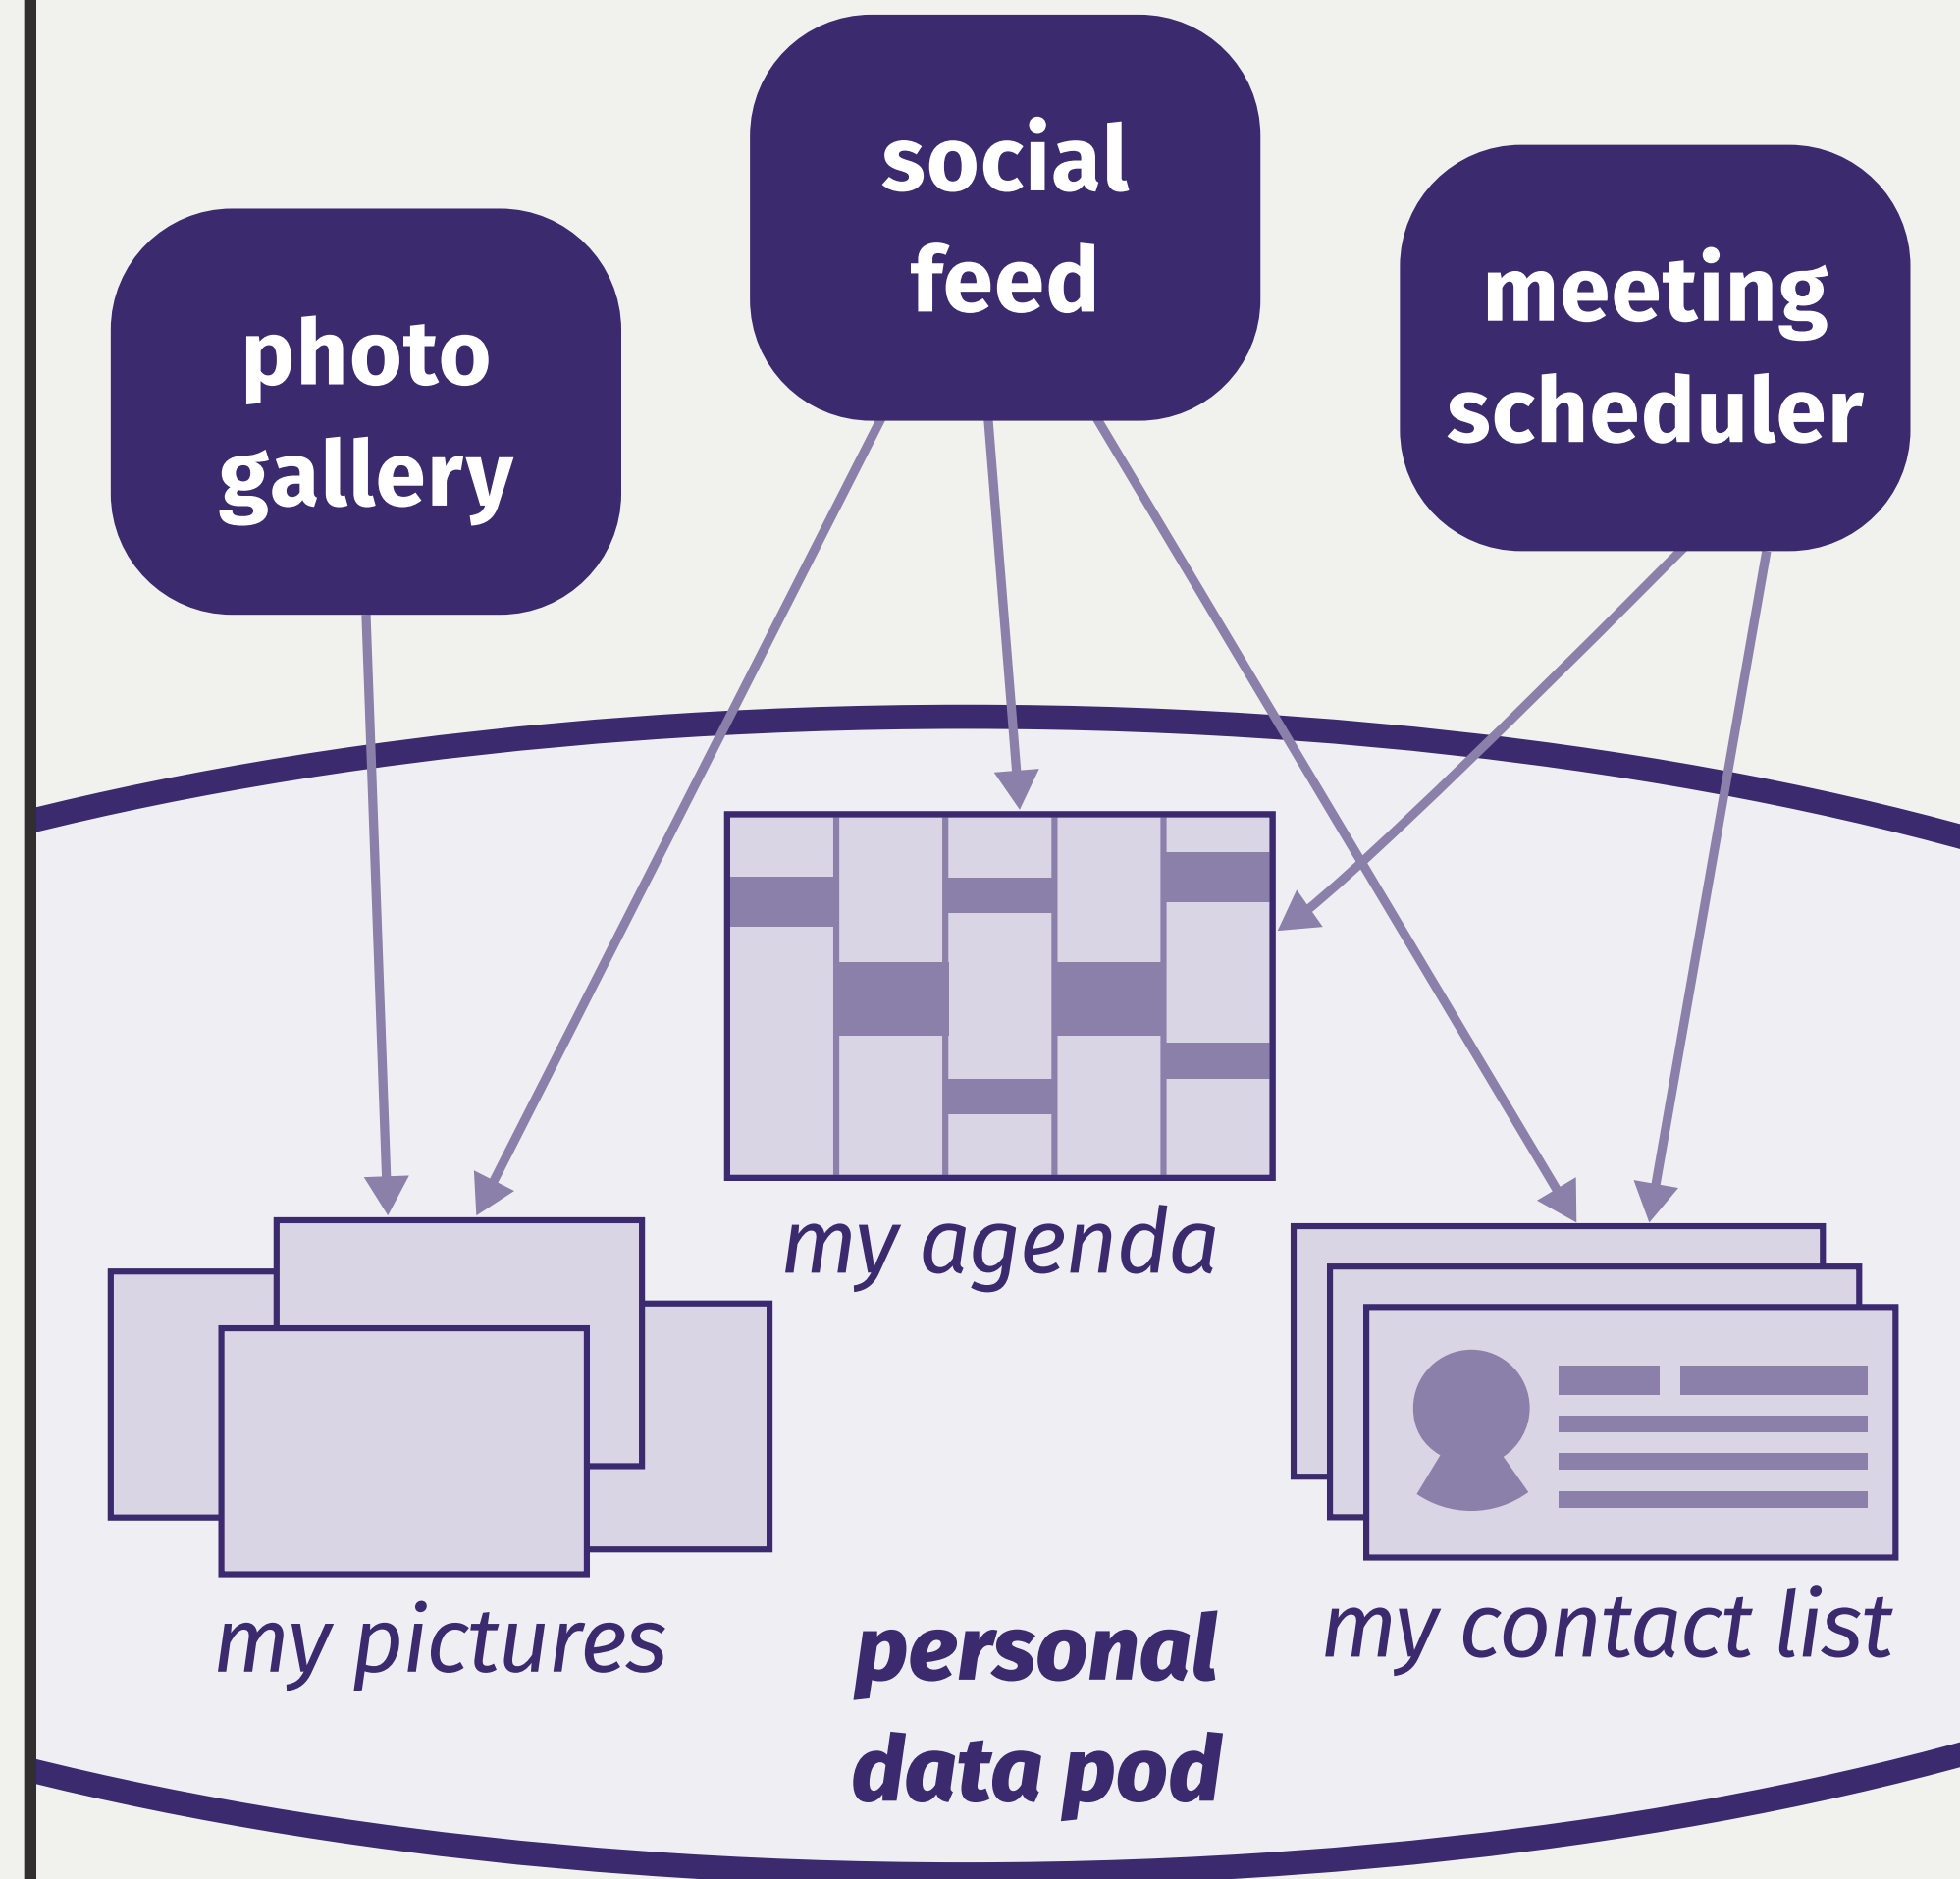 social
feed
meeting
scheduler
photo
gallery
my agenda
my pictures
my contact list
personal
data pod